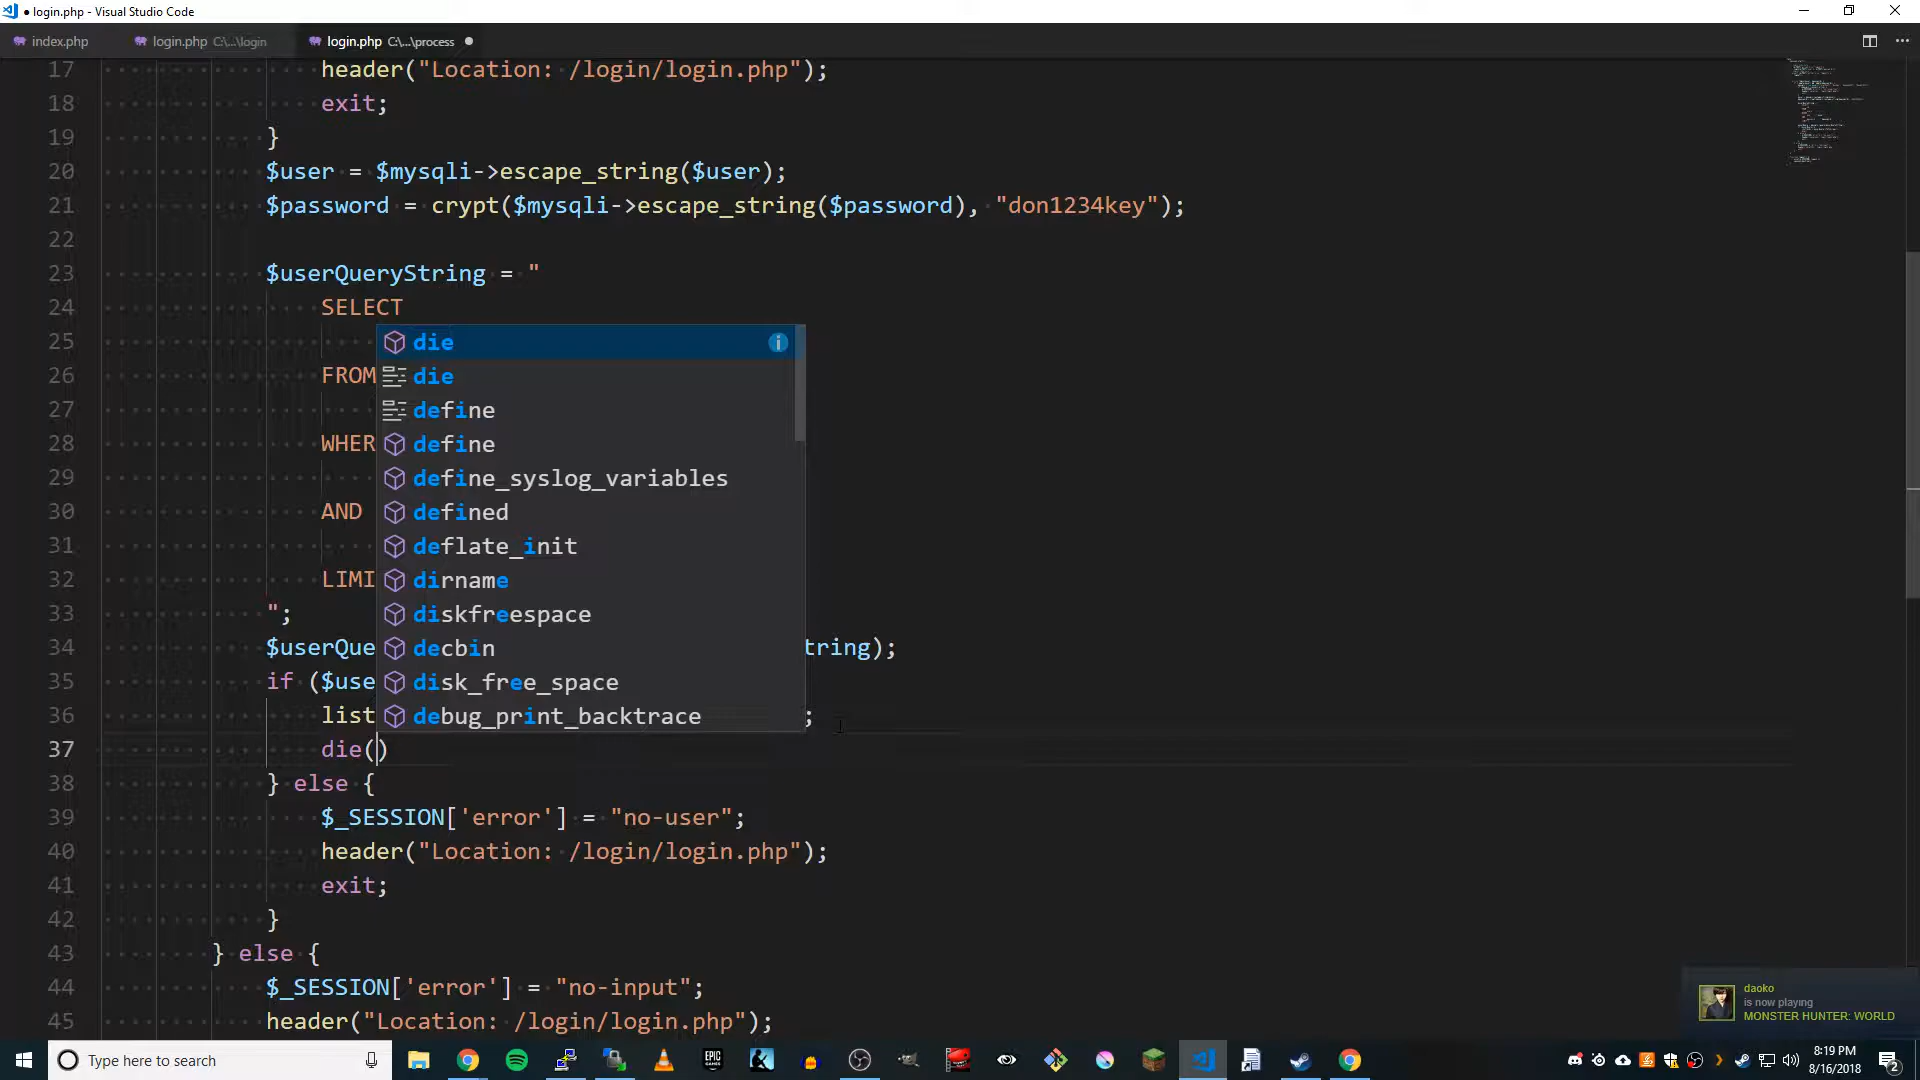 login.php - Visual Studio Code
index.php login.php C:\...\login login.php C:\...\process
17 header("Location: /login/login.php");
18 exit;
19 }
20 $user = $mysqli->escape_string($user);
21 $password = crypt($mysqli->escape_string($password), "don1234key");
22
23 $userQueryString = "
24 SELECT
25 die
26 FROM die
27 define
28 WHER define
29 define_syslog_variables
30 AND defined
31 deflate_init
32 LIMI dirname
33 "; diskfreespace
34 $userQue decbin tring);
35 if ($use disk_free_space
36 list debug_print_backtrace ;
37 die()
38 } else {
39 $_SESSION['error'] = "no-user";
40 header("Location: /login/login.php");
41 exit;
42 }
43 } else {
44 $_SESSION['error'] = "no-input";
45 header("Location: /login/login.php");
daoko
is now playing
MONSTER HUNTER: WORLD
Type here to search
EPIC GAMES
8:19 PM
8/16/2018
2